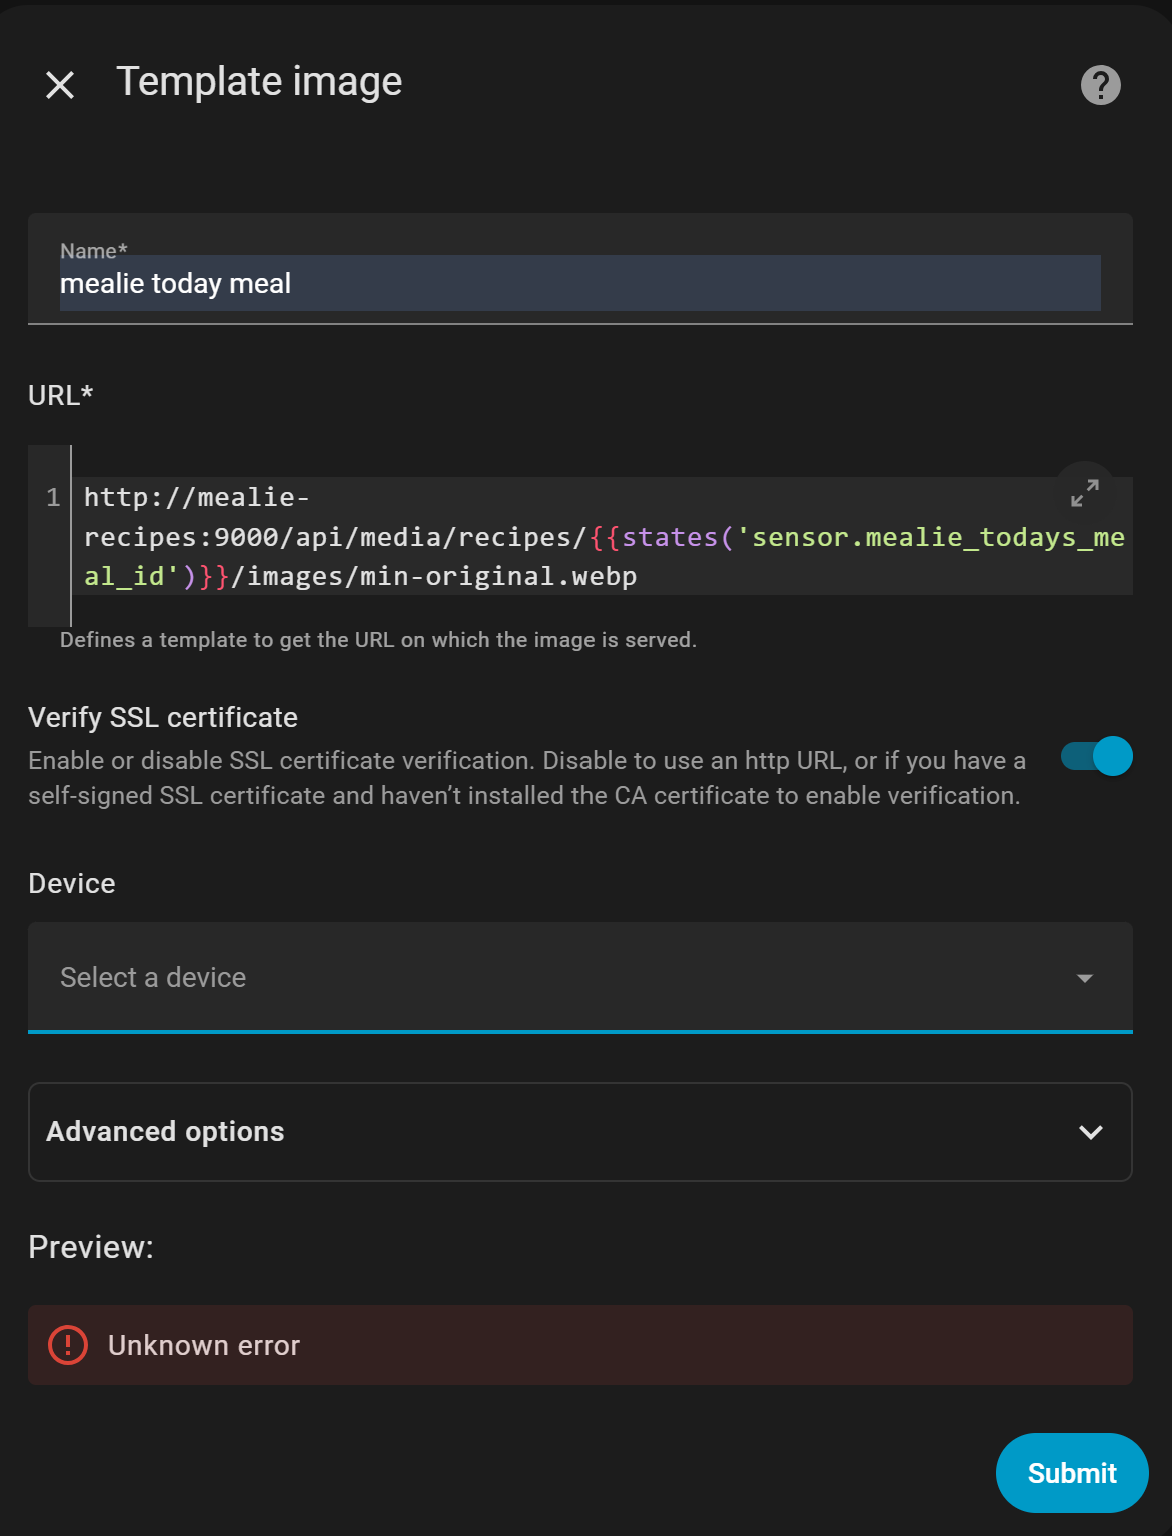 Template image
Name*
mealie today meal
URL*
1
http://mealie-
recipes:9000/api/media/recipes/{{states('sensor.mealie_todays_me
al_id')}}/images/min-original.webp
Defines a template to get the URL on which the image is served.
Verify SSL certificate
Enable or disable SSL certificate verification. Disable to use an http URL, or if you have a
self-signed SSL certificate and haven’t installed the CA certificate to enable verification.
Device
Select a device
Advanced options
Preview:
Unknown error
Submit